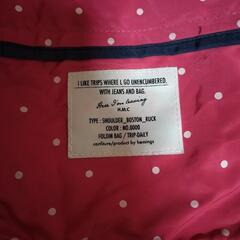 I LIKE TRIPS WHERE I, GO UNENCUMBERED.
WITH JEANS AND BAG.
H.M.C
TYPE : SHOULDER_BOSTON_RUCK
COLOR : NO.0000
FOLDIN BAG / TRIP-DAILY
confiture/product by hemings